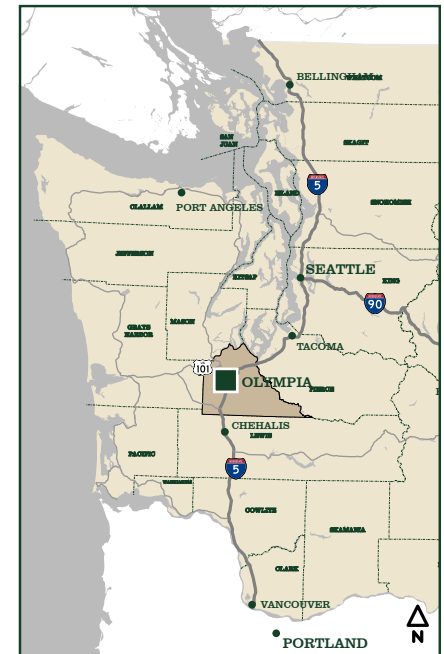 BELLINGHAM
WHATCOM
SAN
JUAN
SKAGIT
ISLAND
5
SNOHOMISH
CLALLAM
PORT ANGELES
JEFFERSON
SEATTLE
KITSAP
KING
90
MASON
GRAYS
HARBOR
TACOMA
101
OLYMPIA
PIERCE
CHEHALIS
LEWIS
PACIFIC
5
WAHKIAKUM
COWLITZ
SKAMANIA
CLARK
VANCOUVER
N
PORTLAND